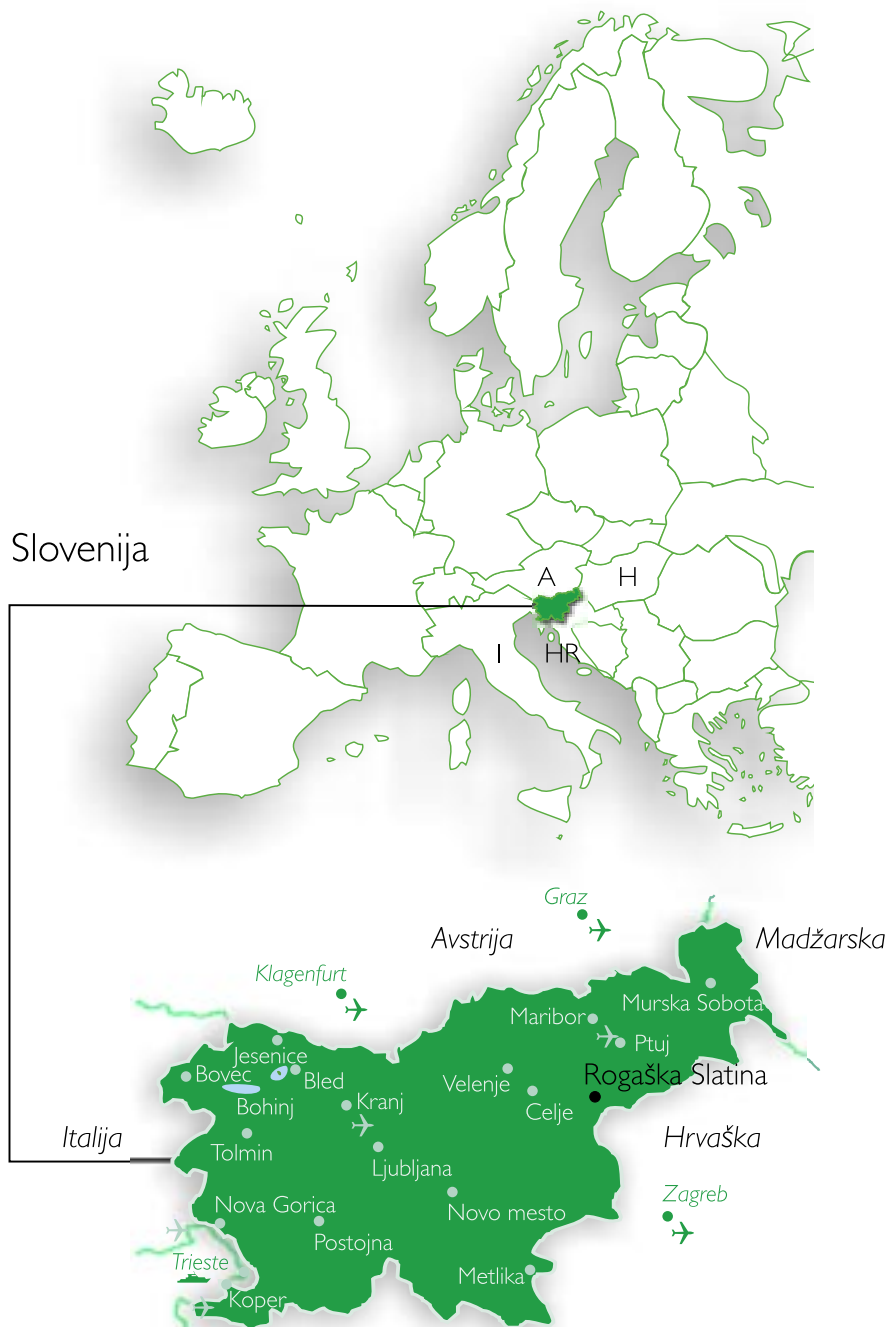 Slovenija
A
H
I
HR
Graz
Avstrija
Madžarska
Klagenfurt
Murska Sobota
Maribor
Ptuj
Jesenice
Bovec
Bled
Velenje
Rogaška Slatina
Bohinj
Kranj
Celje
Italija
Tolmin
Hrvaška
Ljubljana
Nova Gorica
Novo mesto
Zagreb
Postojna
Trieste
Metlika
Koper